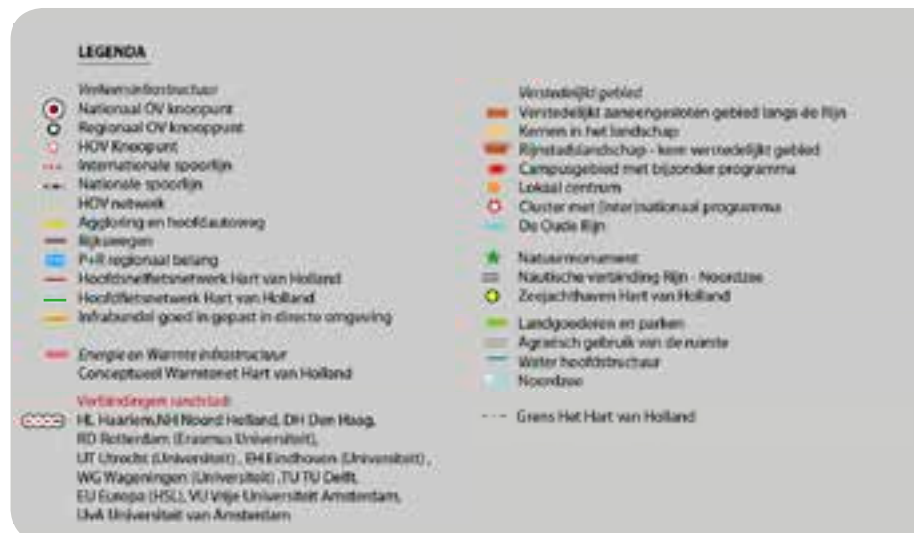 LEGENDA
Verkeersinfrastructuur
Nationaal OV knooppunt
Regionaal OV knooppunt
HOV Knooppunt
Internationale spoorlijn
Nationale spoorlijn
HOV netwerk
Aggloring en hoofdautoweg
Rijkswegen
P+R regionaal belang
Hoofdsnelfietsnetwerk Hart van Holland
Hoofdfietsnetwerk Hart van Holland
Infrabundel goed in gepast in directe omgeving
Energie en Warmte infrastructuur
Conceptueel Warmtenet Hart van Holland
Verbindingen randstad:
HL Haarlem,NH Noord Holland, DH Den Haag,
RD Rotterdam (Erasmus Universiteit),
UT Utrecht (Universiteit) , EH Eindhoven (Universiteit) ,
WG Wageningen (Universiteit) ,TU TU Delft,
EU Europa (HSL), VU Vrije Universiteit Amsterdam,
UvA Universiteit van Amsterdam
Verstedelijkt gebied
Verstedelijkt aaneengesloten gebied langs de Rijn
Kernen in het landschap
Rijnstadslandschap - kern verstedelijkt gebied
Campusgebied met bijzonder programma
Lokaal centrum
Cluster met (inter)nationaal programma
De Oude Rijn
Natuurmonument
Nautische verbinding Rijn - Noordzee
Zeejachthaven Hart van Holland
Landgoederen en parken
Agrarisch gebruik van de ruimte
Water hoofdstructuur
Noordzee
Grens Het Hart van Holland